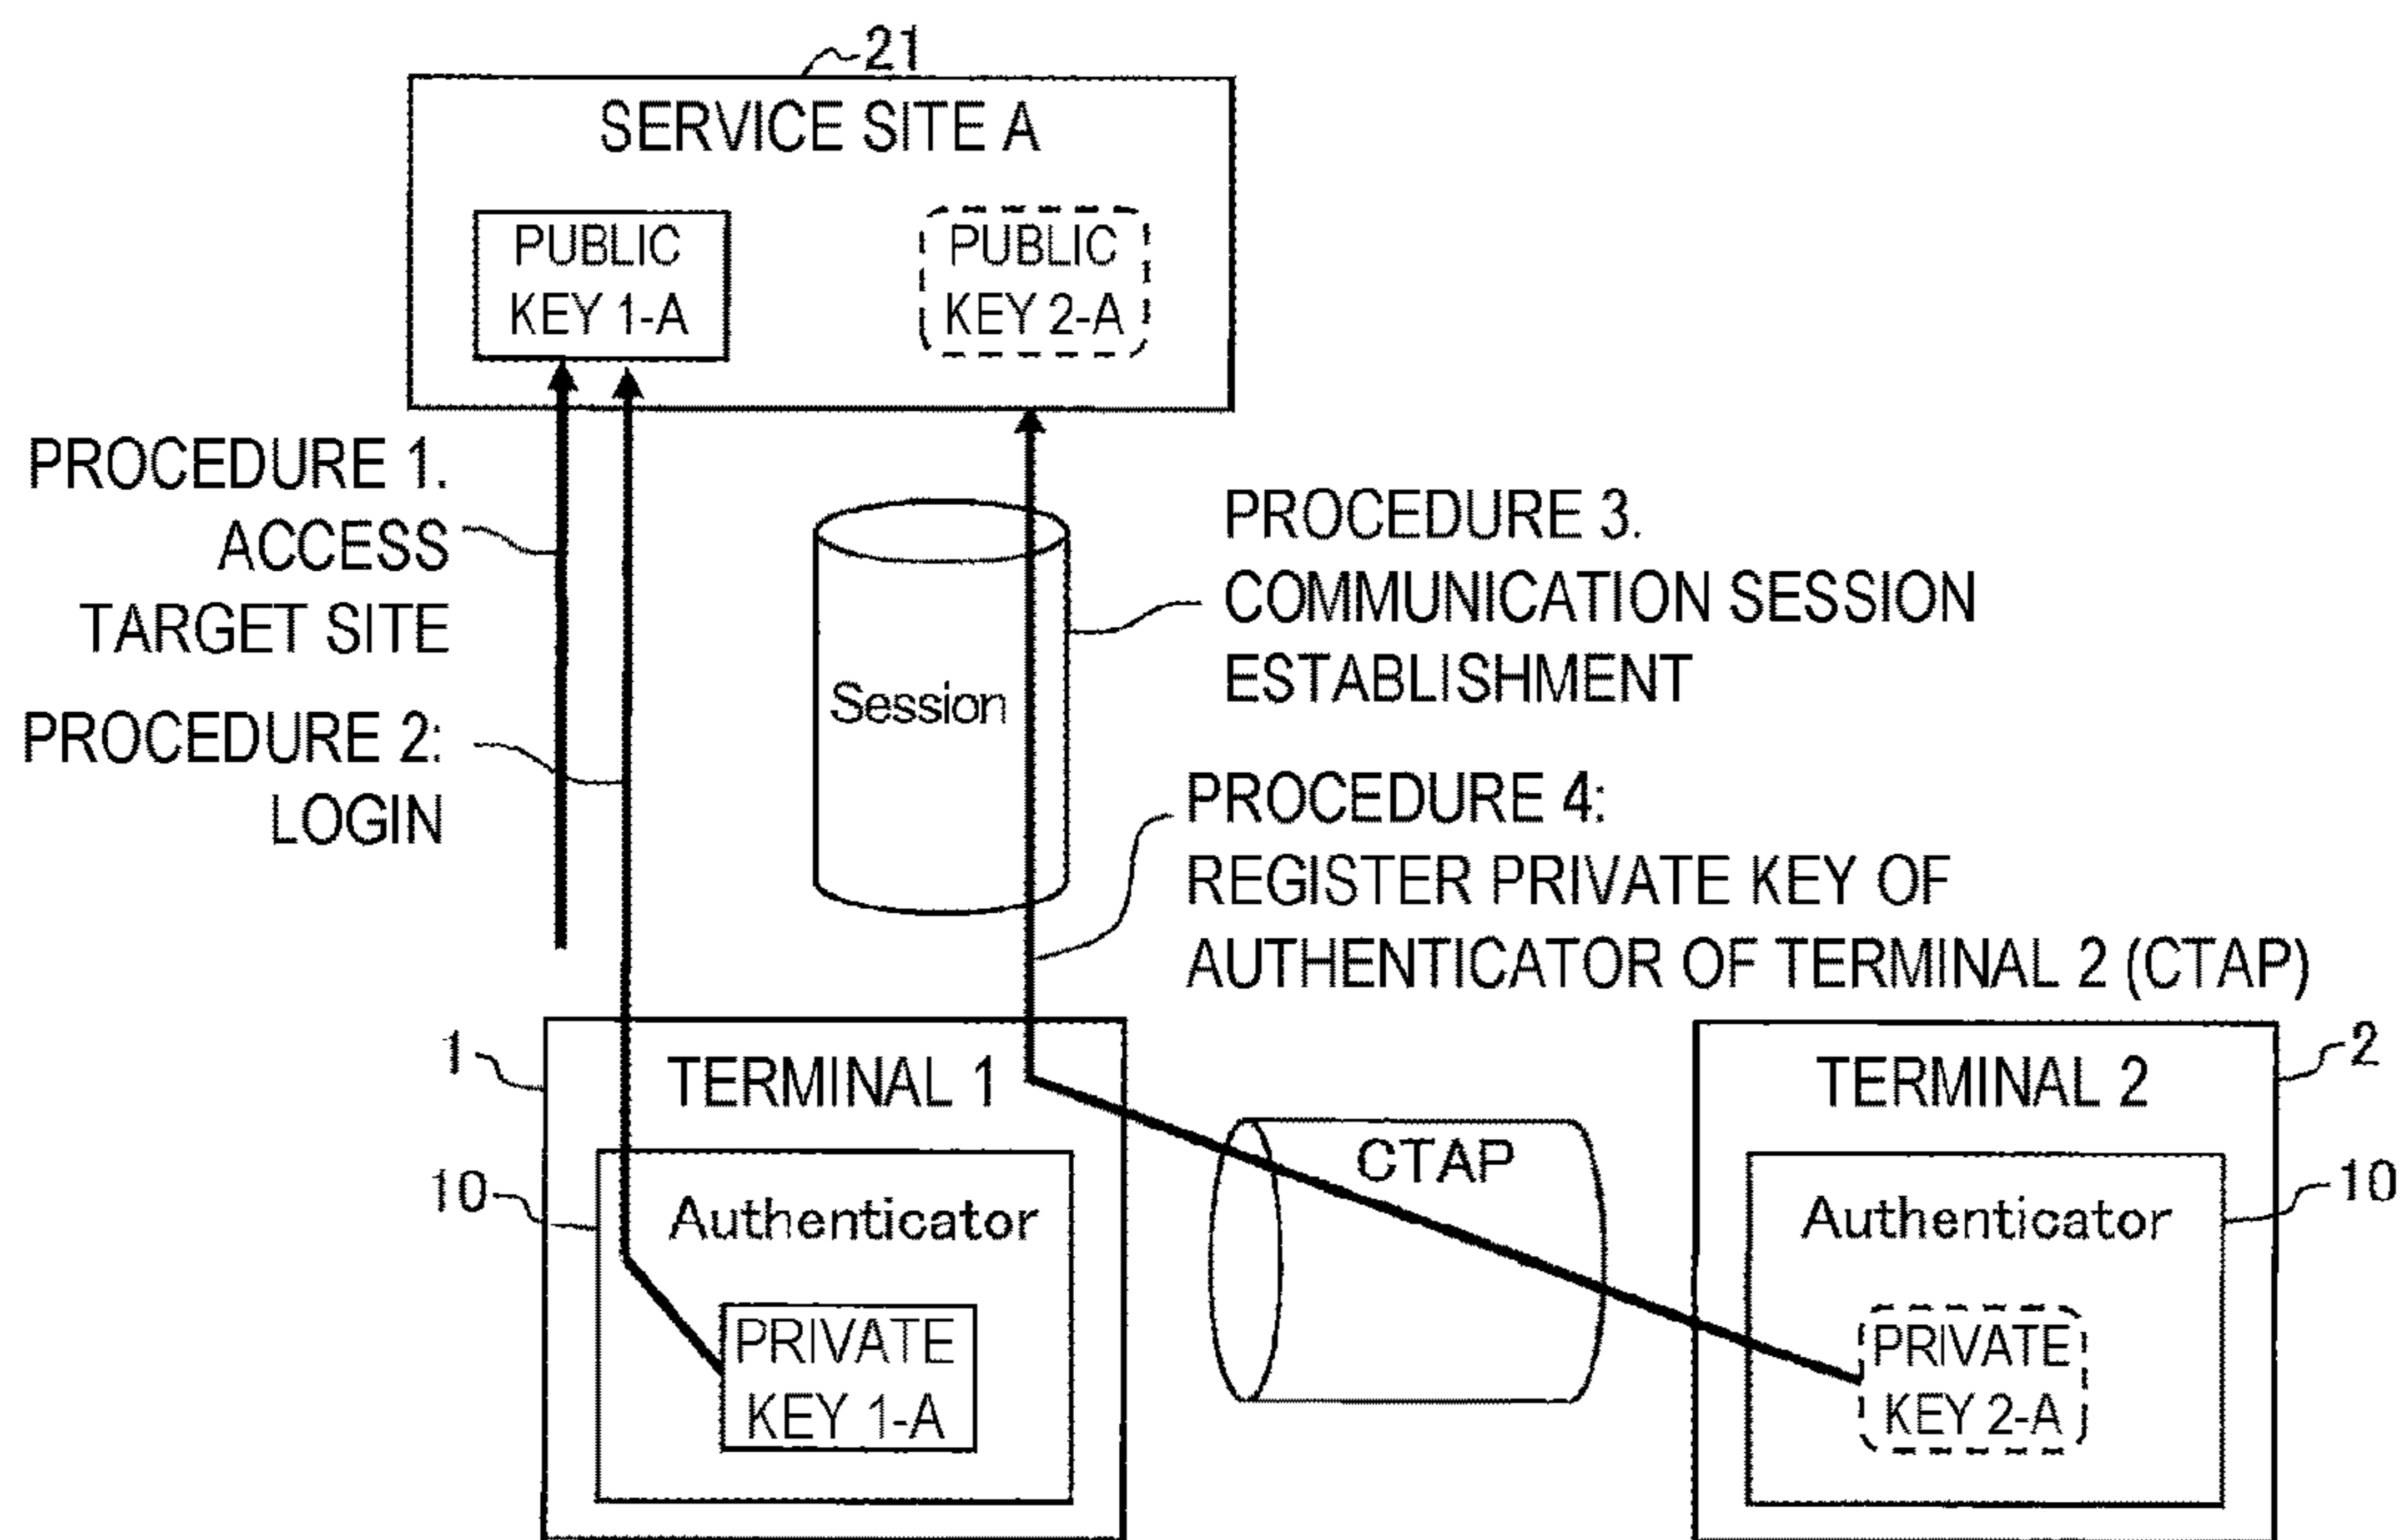 21
SERVICE SITE A
PUBLIC
KEY 1-A
PUBLIC
KEY 2-A
PROCEDURE 1.
ACCESS
TARGET SITE
PROCEDURE 2:
LOGIN
Session
PROCEDURE 3.
COMMUNICATION SESSION
ESTABLISHMENT
PROCEDURE 4:
REGISTER PRIVATE KEY OF
AUTHENTICATOR OF TERMINAL 2 (CTAP)
1
TERMINAL 1
10
Authenticator
PRIVATE
KEY 1-A
CTAP
2
TERMINAL 2
10
Authenticator
PRIVATE
KEY 2-A